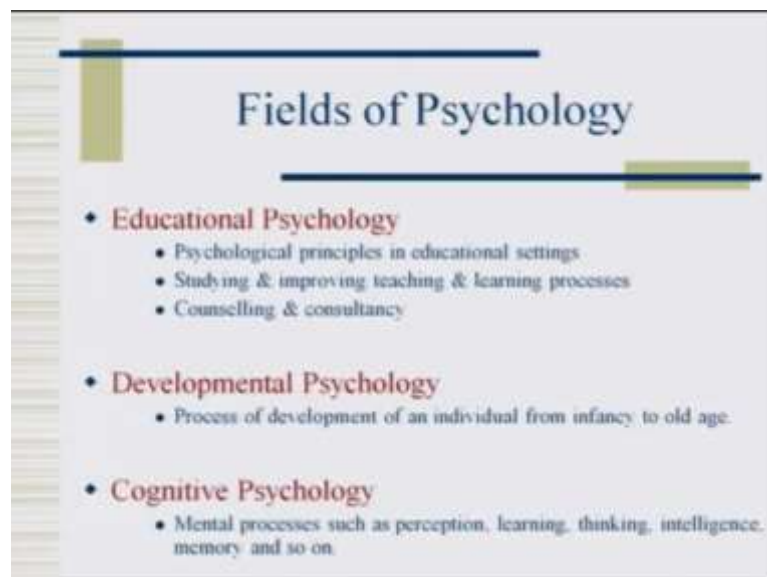 Fields of Psychology
Educational Psychology
Psychological principles in educational settings
Studying & improving teaching & learning processes
Counselling & consultancy
Developmental Psychology
Process of development of an individual from infancy to old age.
Cognitive Psychology
Mental processes such as perception, learning, thinking, intelligence,
memory and so on.